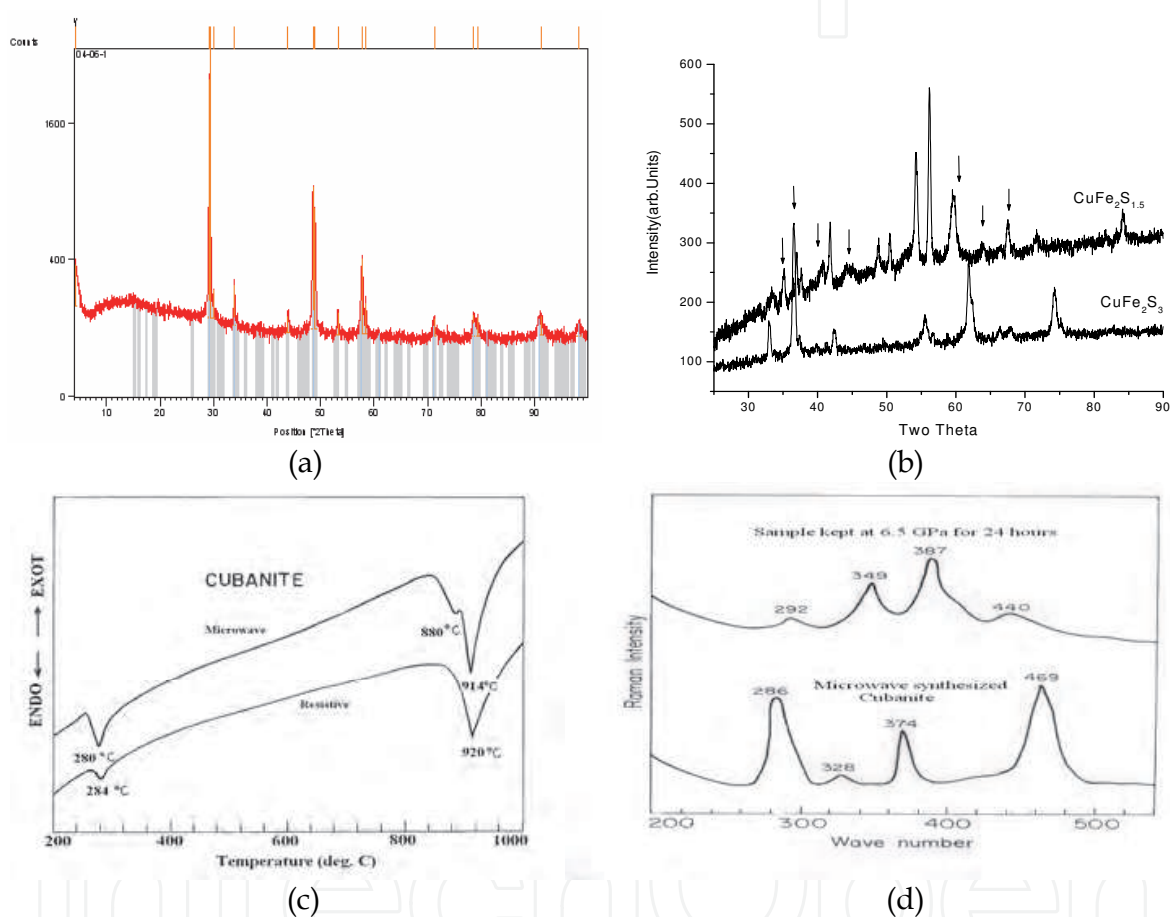 Counts
04-06-1
1600
400
0
10
20
30
40
50
60
70
80
90
Position [°2Theta]
(a)
600
500
400
300
200
100
Intensity(arb.Units)
CuFe2S1.5
CuFe2S3
30
40
50
60
70
80
90
Two Theta
(b)
ENDO EXOT
CUBANITE
Microwave
Resistive
880°C
914°C
920°C
280 °C
284 °C
200
400
600
800
1000
Temperature (deg. C)
(c)
Raman Intensity
Sample kept at 6.5 GPa for 24 hours
387
349
292
440
Microwave synthesized
Cubanite
286
469
374
328
200
300
400
500
Wave number
(d)